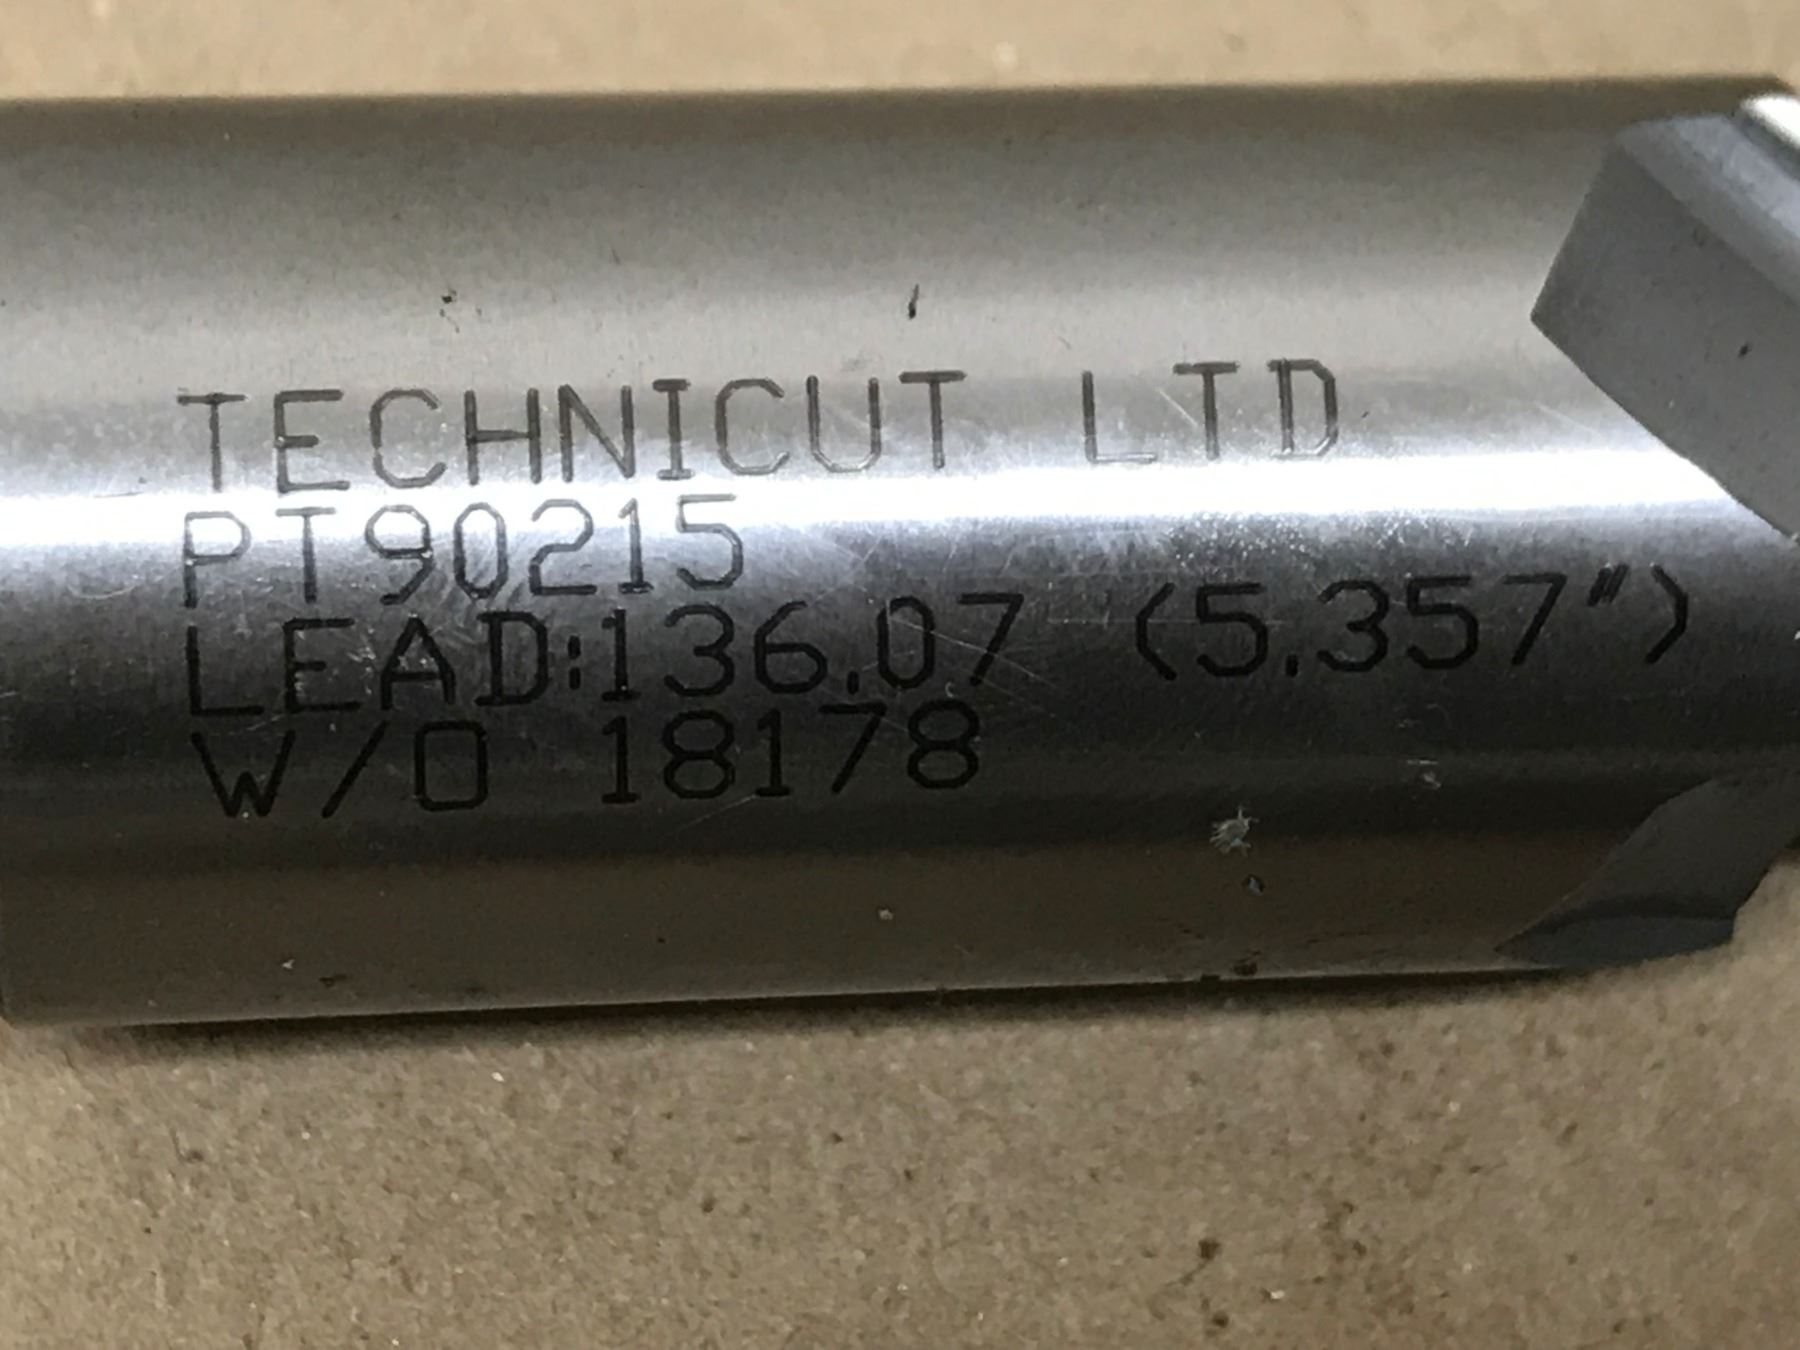 TECHNICUT LTD
PT90215
LEAD:136.07 (5.357")
W/O 18178